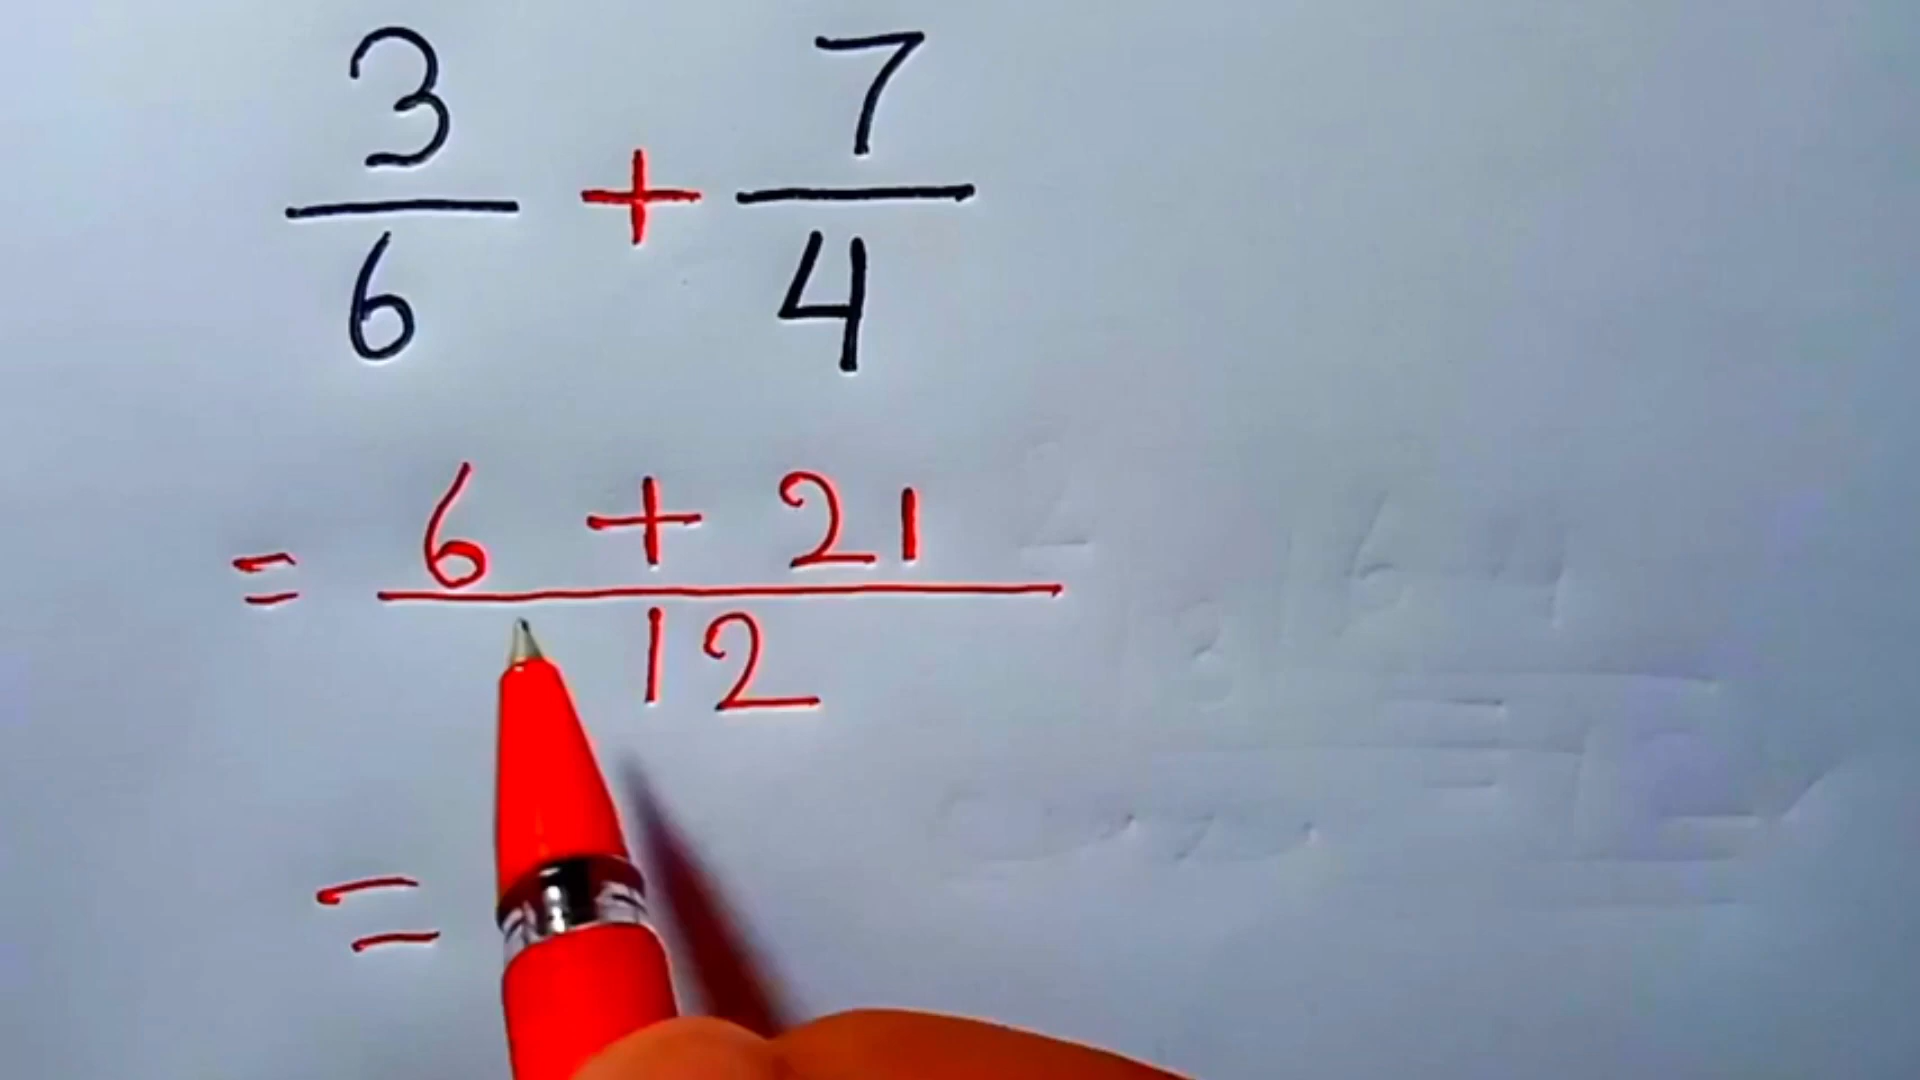 3/6 + 7/4
= 6 + 21/12
=